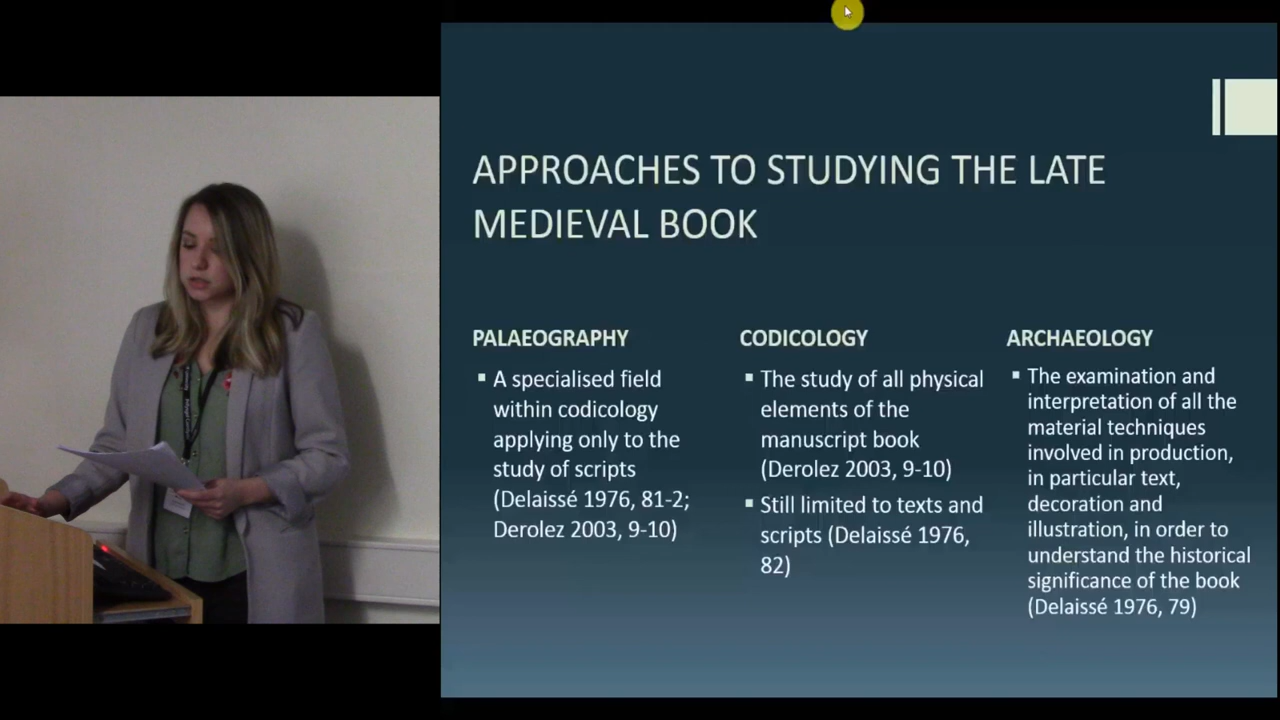 APPROACHES TO STUDYING THE LATE
MEDIEVAL BOOK
PALAEOGRAPHY
▪ A specialised field
within codicology
applying only to the
study of scripts
(Delaissé 1976, 81-2;
Derolez 2003, 9-10)
CODICOLOGY
▪ The study of all physical
elements of the
manuscript book
(Derolez 2003, 9-10)
▪ Still limited to texts and
scripts (Delaissé 1976,
82)
ARCHAEOLOGY
▪ The examination and
interpretation of all the
material techniques
involved in production,
in particular text,
decoration and
illustration, in order to
understand the historical
significance of the book
(Delaissé 1976, 79)